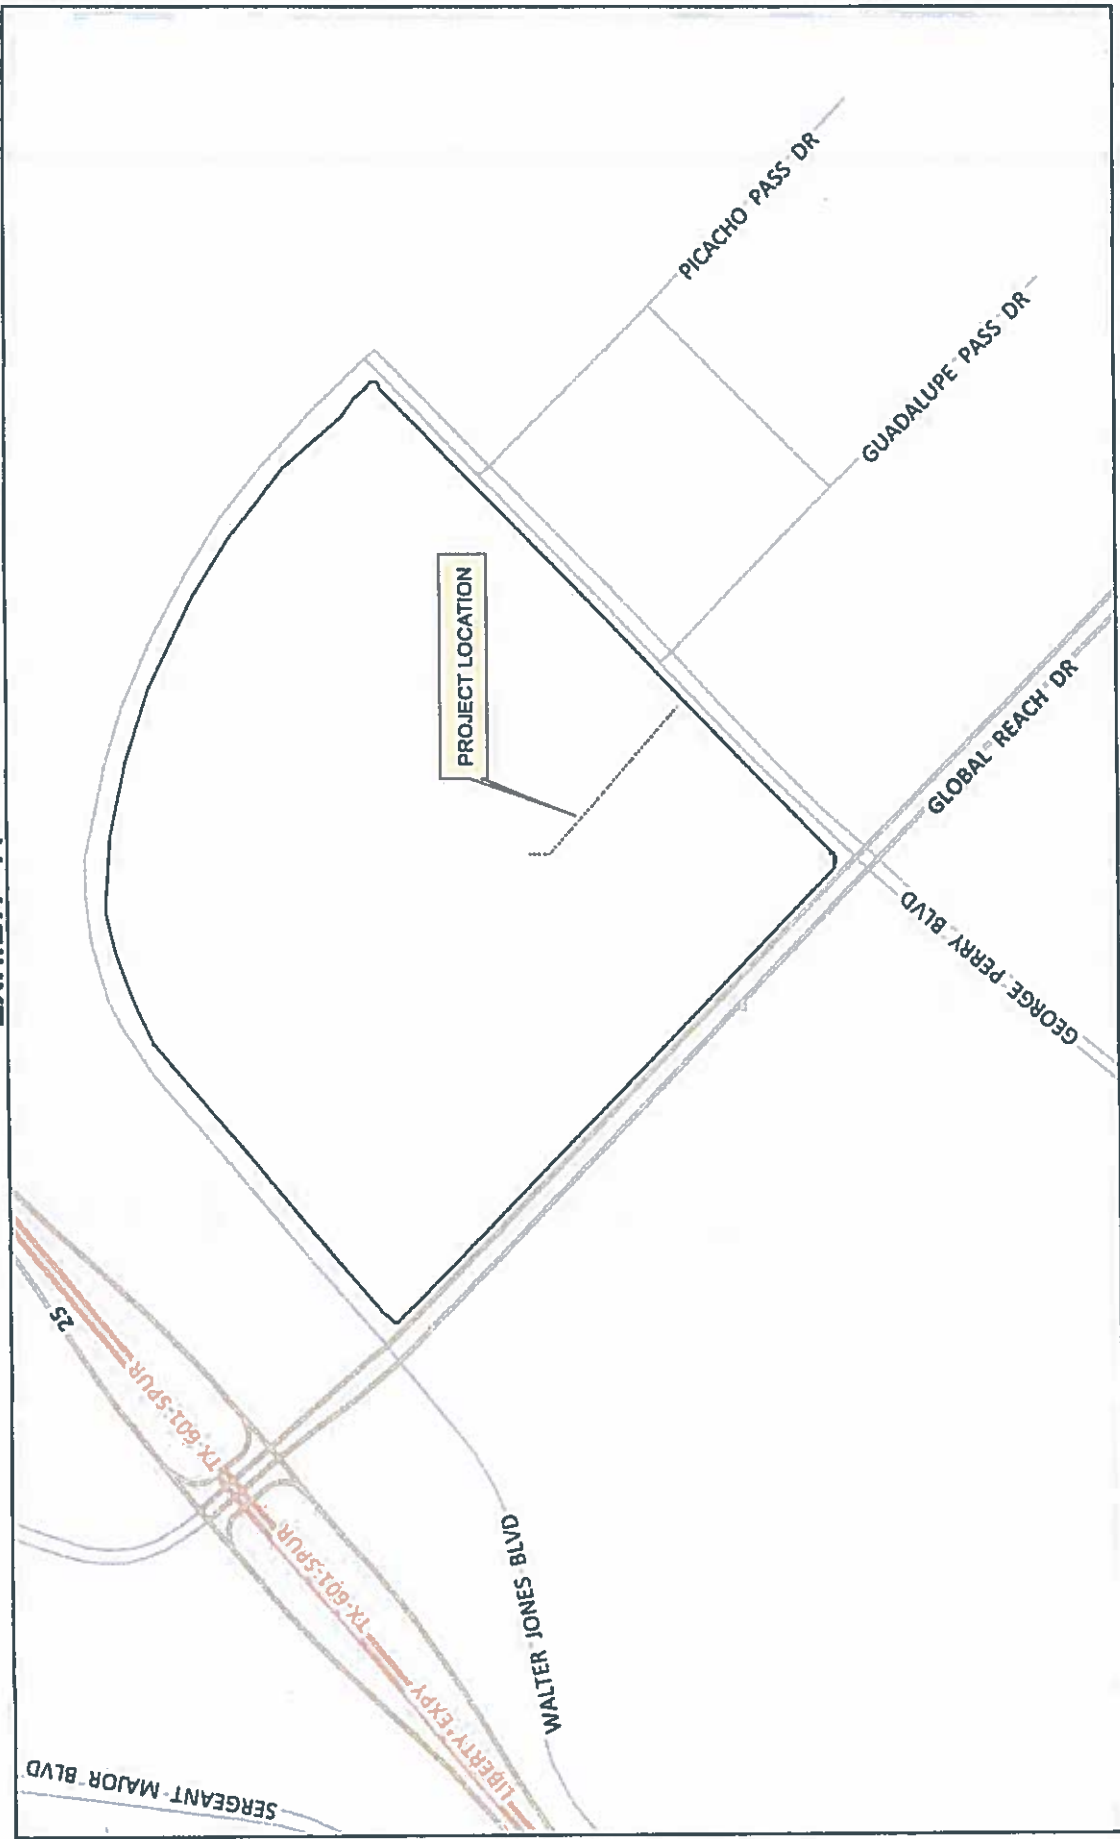 PICACHO PASS DR
GUADALUPE PASS DR
PROJECT LOCATION
GLOBAL REACH DR
GEORGE PERRY BLVD
25
TX-601-SPUR
TX-601-SPUR
LIBERTY EXPY
WALTER JONES BLVD
SERGEANT MAJOR BLVD